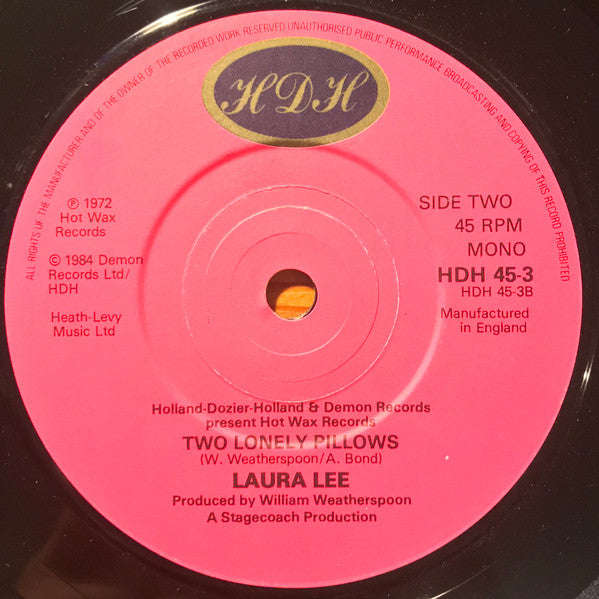 ALL RIGHTS OF THE MANUFACTURER AND OF THE OWNER OF THE RECORDED WORK RESERVED UNAUTHORISED PUBLIC PERFORMANCE BROADCASTING AND COPYING OF THIS RECORD PROHIBITED
HDH
℗ 1972
Hot Wax
Records
© 1984 Demon
Records Ltd/
HDH
Heath-Levy
Music Ltd
SIDE TWO
45 RPM
MONO
HDH 45-3
HDH 45-3B
Manufactured
in England
Holland-Dozier-Holland & Demon Records
present Hot Wax Records
TWO LONELY PILLOWS
(W. Weatherspoon/A. Bond)
LAURA LEE
Produced by William Weatherspoon
A Stagecoach Production